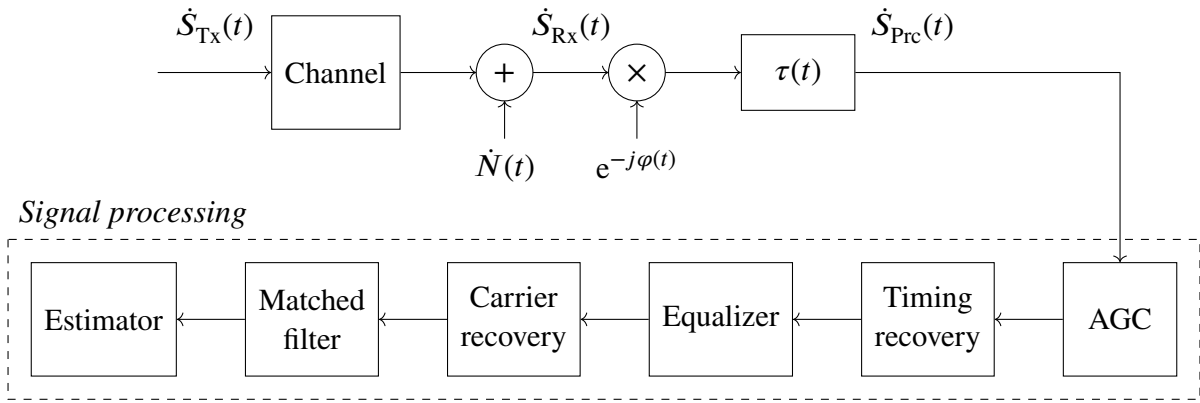 Ṡ_Tx(t)
Ṡ_Rx(t)
Ṡ_Prc(t)
Channel
+
×
τ(t)
Ṅ(t)
e^{−jφ(t)}
Signal processing
Estimator
Matched
filter
Carrier
recovery
Equalizer
Timing
recovery
AGC